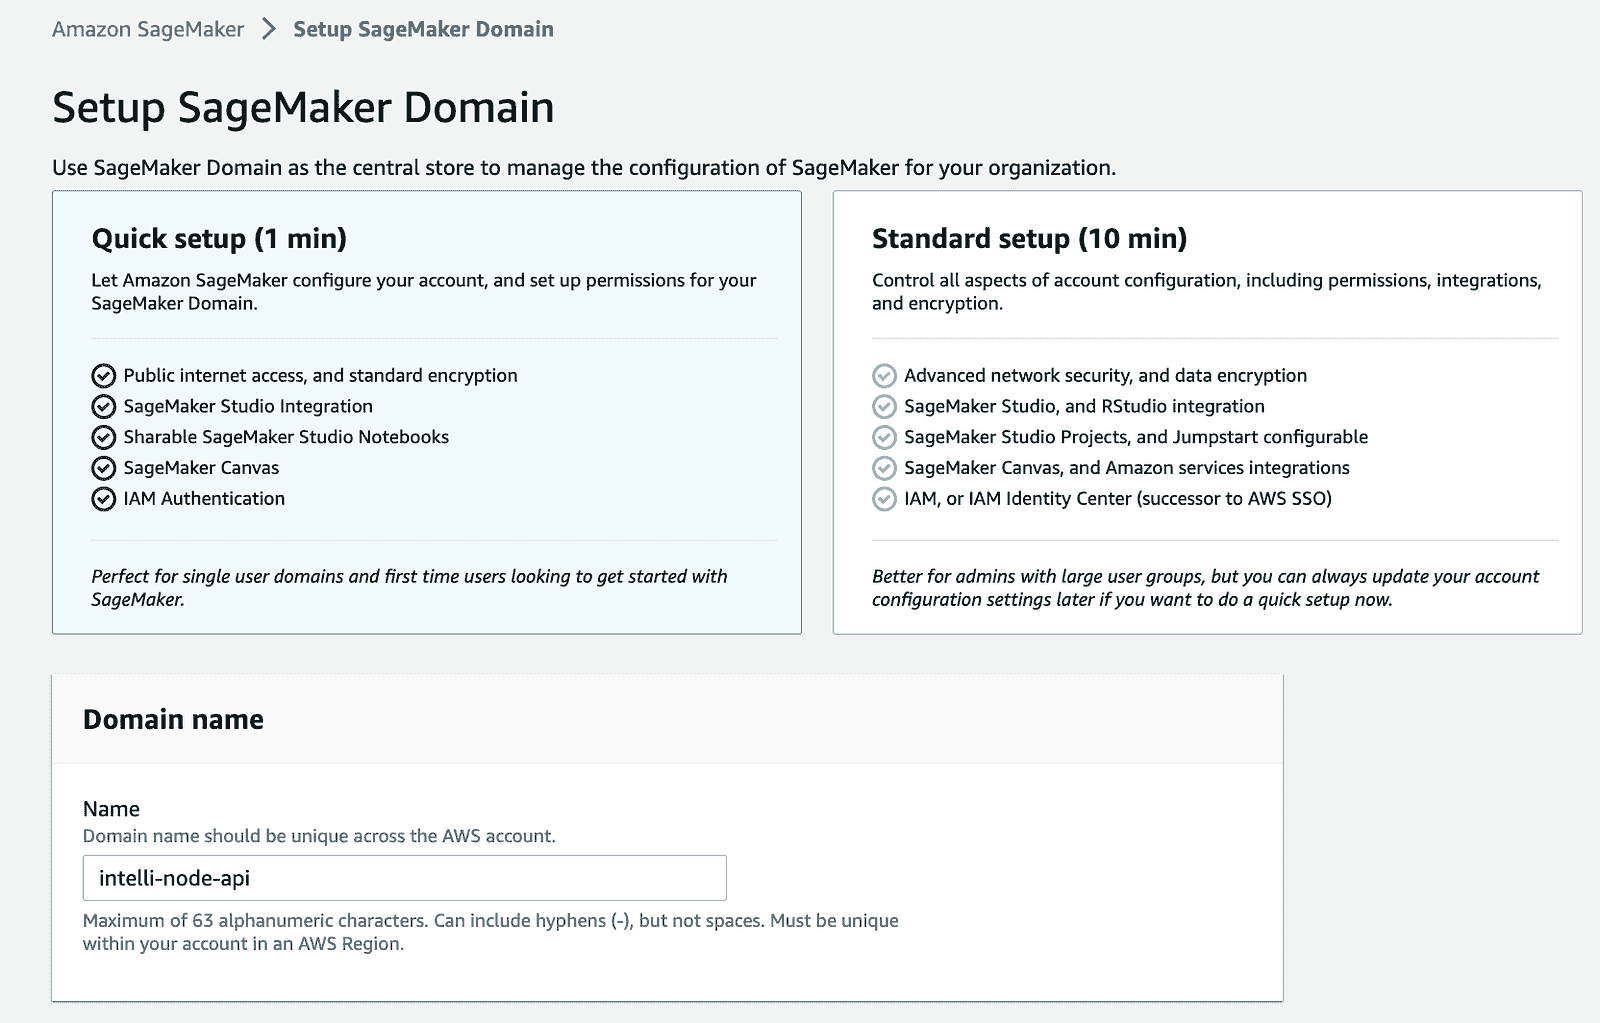 Amazon SageMaker > Setup SageMaker Domain
Setup SageMaker Domain
Use SageMaker Domain as the central store to manage the configuration of SageMaker for your organization.
Quick setup (1 min)
Let Amazon SageMaker configure your account, and set up permissions for your
SageMaker Domain.
Public internet access, and standard encryption
SageMaker Studio Integration
Sharable SageMaker Studio Notebooks
SageMaker Canvas
IAM Authentication
Perfect for single user domains and first time users looking to get started with
SageMaker.
Standard setup (10 min)
Control all aspects of account configuration, including permissions, integrations,
and encryption.
Advanced network security, and data encryption
SageMaker Studio, and RStudio integration
SageMaker Studio Projects, and Jumpstart configurable
SageMaker Canvas, and Amazon services integrations
IAM, or IAM Identity Center (successor to AWS SSO)
Better for admins with large user groups, but you can always update your account
configuration settings later if you want to do a quick setup now.
Domain name
Name
Domain name should be unique across the AWS account.
intelli-node-api
Maximum of 63 alphanumeric characters. Can include hyphens (-), but not spaces. Must be unique
within your account in an AWS Region.